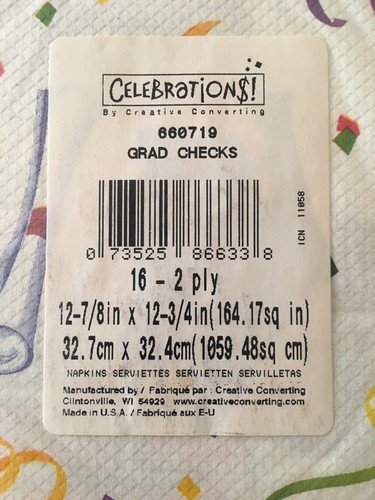 CELEBRATION$!
By Creative Converting
660719
GRAD CHECKS
0 73525 86633 8
ICN 11058
16 - 2 ply
12-7/8in x 12-3/4in(164.17sq in)
32.7cm x 32.4cm(1059.48sq cm)
NAPKINS SERVIETTES SERVIETTEN SERVILLETAS
Manufactured by / Fabriqué par : Creative Converting
Clintonville, WI 54929 www.creativeconverting.com
Made in U.S.A. / Fabriqué aux E-U